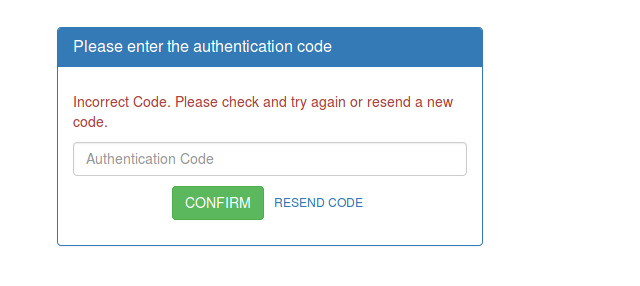 Please enter the authentication code
Incorrect Code. Please check and try again or resend a new
code.
Authentication Code
CONFIRM RESEND CODE